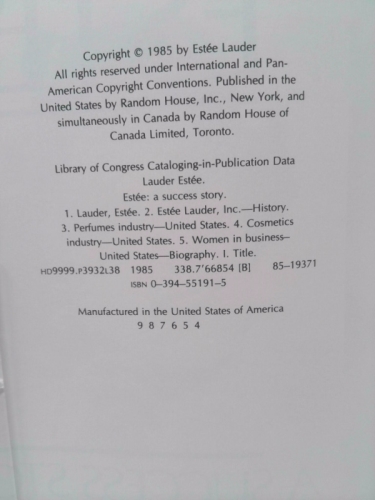 Copyright © 1985 by Estée Lauder
All rights reserved under International and Pan-
American Copyright Conventions. Published in the
United States by Random House, Inc., New York, and
simultaneously in Canada by Random House of
Canada Limited, Toronto.
Library of Congress Cataloging-in-Publication Data
Lauder Estée.
Estée: a success story.
1. Lauder, Estée. 2. Estée Lauder, Inc.—History.
3. Perfumes industry—United States. 4. Cosmetics
industry—United States. 5. Women in business—
United States—Biography. I. Title.
HD9999.P3932L38 1985 338.7'66854 [B] 85–19371
ISBN 0–394–55191–5
Manufactured in the United States of America
9 8 7 6 5 4